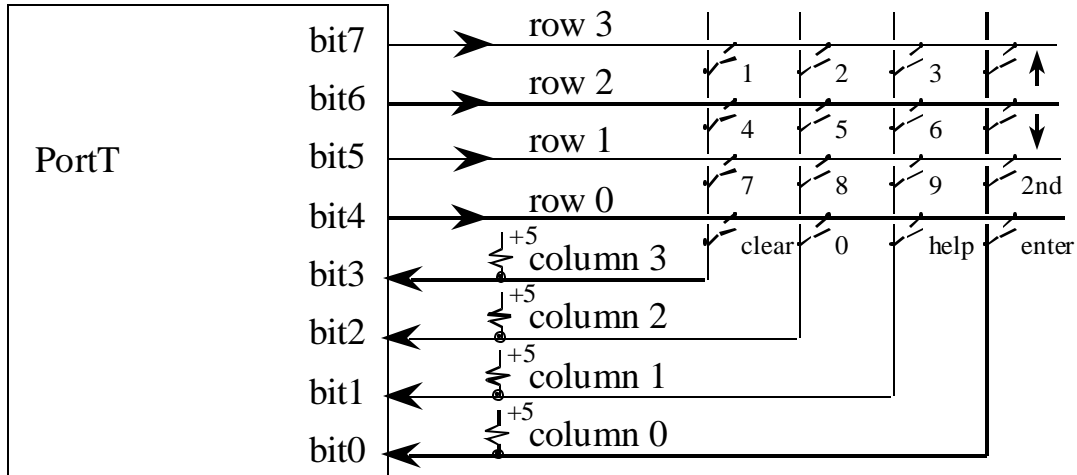 bit7 row 3
1 2 3
bit6 row 2
4 5 6
PortT bit5 row 1
7 8 9 2nd
bit4 row 0
+5 clear 0 help enter
bit3 column 3
+5
bit2 column 2
+5
bit1 column 1
+5
bit0 column 0